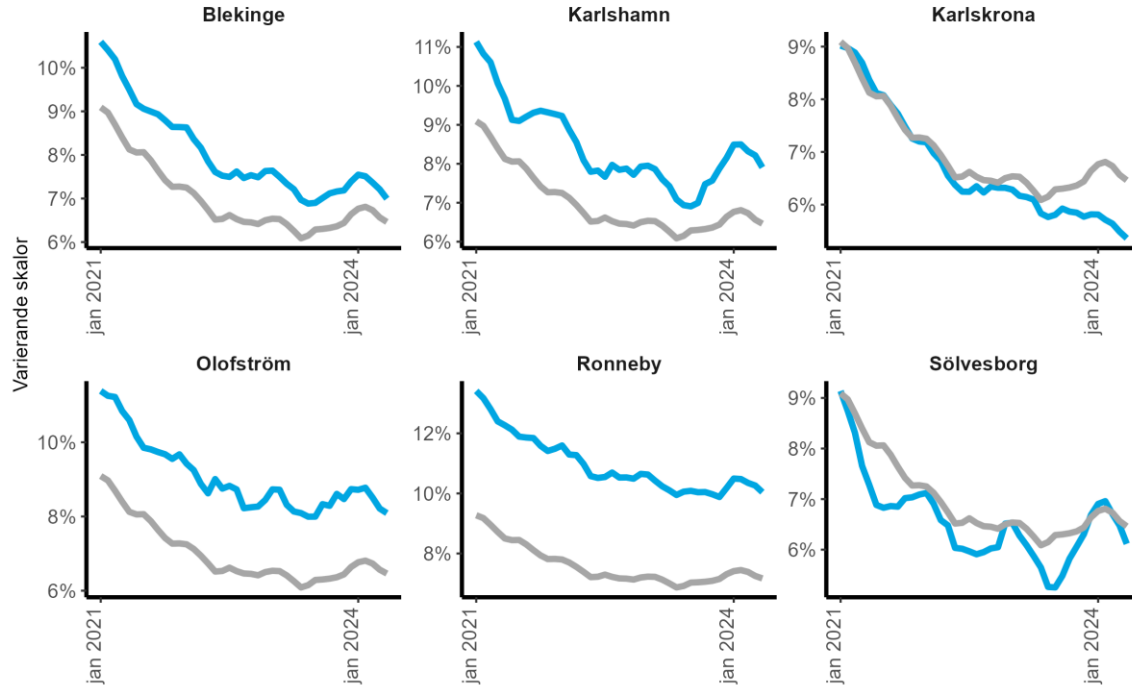 Varierande skalor
Blekinge
10%
9%
8%
7%
6%
jan 2021
jan 2024
Karlshamn
11%
10%
9%
8%
7%
6%
jan 2021
jan 2024
Karlskrona
9%
8%
7%
6%
jan 2021
jan 2024
Olofström
10%
8%
6%
jan 2021
jan 2024
Ronneby
12%
10%
8%
jan 2021
jan 2024
Sölvesborg
9%
8%
7%
6%
jan 2021
jan 2024